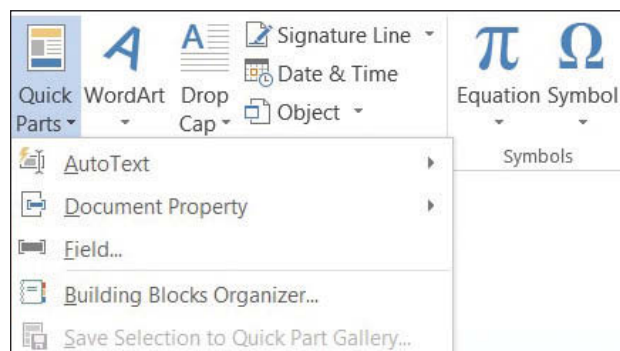 Signature Line
Date & Time
Object
Quick Parts
WordArt
Drop Cap
π
Equation
Ω
Symbol
Symbols
AutoText
Document Property
Field...
Building Blocks Organizer...
Save Selection to Quick Part Gallery...